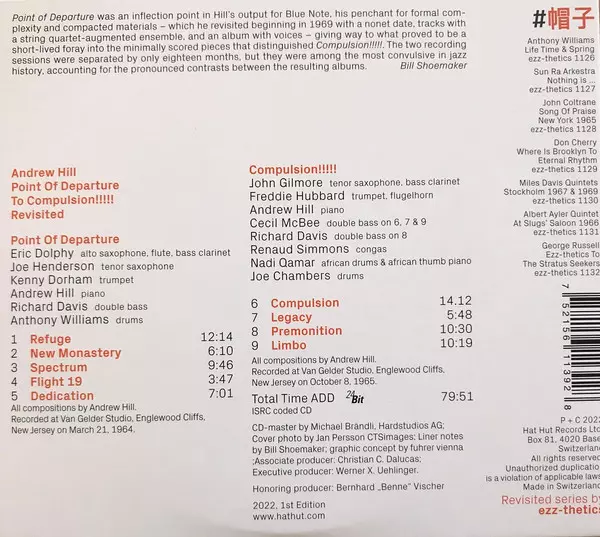 Point of Departure was an inflection point in Hill's output for Blue Note, his penchant for formal com-
plexity and compacted materials – which he revisited beginning in 1969 with a nonet date, tracks with
a string quartet-augmented ensemble, and an album with voices – giving way to what proved to be a
short-lived foray into the minimally scored pieces that distinguished Compulsion!!!!!. The two recording
sessions were separated by only eighteen months, but they were among the most convulsive in jazz
history, accounting for the pronounced contrasts between the resulting albums. Bill Shoemaker
Andrew Hill
Point Of Departure
To Compulsion!!!!!
Revisited
Point Of Departure
Eric Dolphy alto saxophone, flute, bass clarinet
Joe Henderson tenor saxophone
Kenny Dorham trumpet
Andrew Hill piano
Richard Davis double bass
Anthony Williams drums
1 Refuge 12:14
2 New Monastery 6:10
3 Spectrum 9:46
4 Flight 19 3:47
5 Dedication 7:01
All compositions by Andrew Hill.
Recorded at Van Gelder Studio, Englewood Cliffs,
New Jersey on March 21, 1964.
Compulsion!!!!!
John Gilmore tenor saxophone, bass clarinet
Freddie Hubbard trumpet, flugelhorn
Andrew Hill piano
Cecil McBee double bass on 6, 7 & 9
Richard Davis double bass on 8
Renaud Simmons congas
Nadi Qamar african drums & african thumb piano
Joe Chambers drums
6 Compulsion 14.12
7 Legacy 5:48
8 Premonition 10:30
9 Limbo 10:19
All compositions by Andrew Hill.
Recorded at Van Gelder Studio, Englewood Cliffs,
New Jersey on October 8, 1965.
Total Time ADD 24Bit 79:51
ISRC coded CD
CD-master by Michael Brändli, Hardstudios AG;
Cover photo by Jan Persson CTSimages: Liner notes
by Bill Shoemaker; graphic concept by fuhrer vienna
;Associate producer: Christian C. Dalucas;
Executive producer: Werner X. Uehlinger.
Honoring producer: Bernhard „Benne" Vischer
2022, 1st Edition
www.hathut.com
#帽子
Anthony Williams
Life Time & Spring
ezz-thetics 1126
Sun Ra Arkestra
Nothing is ...
ezz-thetics 1127
John Coltrane
Song Of Praise
New York 1965
ezz-thetics 1128
Don Cherry
Where Is Brooklyn To
Eternal Rhythm
ezz-thetics 1129
Miles Davis Quintets
Stockholm 1967 & 1969
ezz-thetics 1130
Albert Ayler Quintet
At Slugs' Saloon 1966
ezz-thetics 1131
George Russell
Ezz-thetics To
The Stratus Seekers
ezz-thetics 1132
7 52156 11392 8
P + C 2022
Hat Hut Records Ltd
Box 81, 4020 Base
Switzerland
All rights reserved
Unauthorized duplication
is a violation of applicable laws
Made in Switzerland
Revisited series by
ezz-thetics